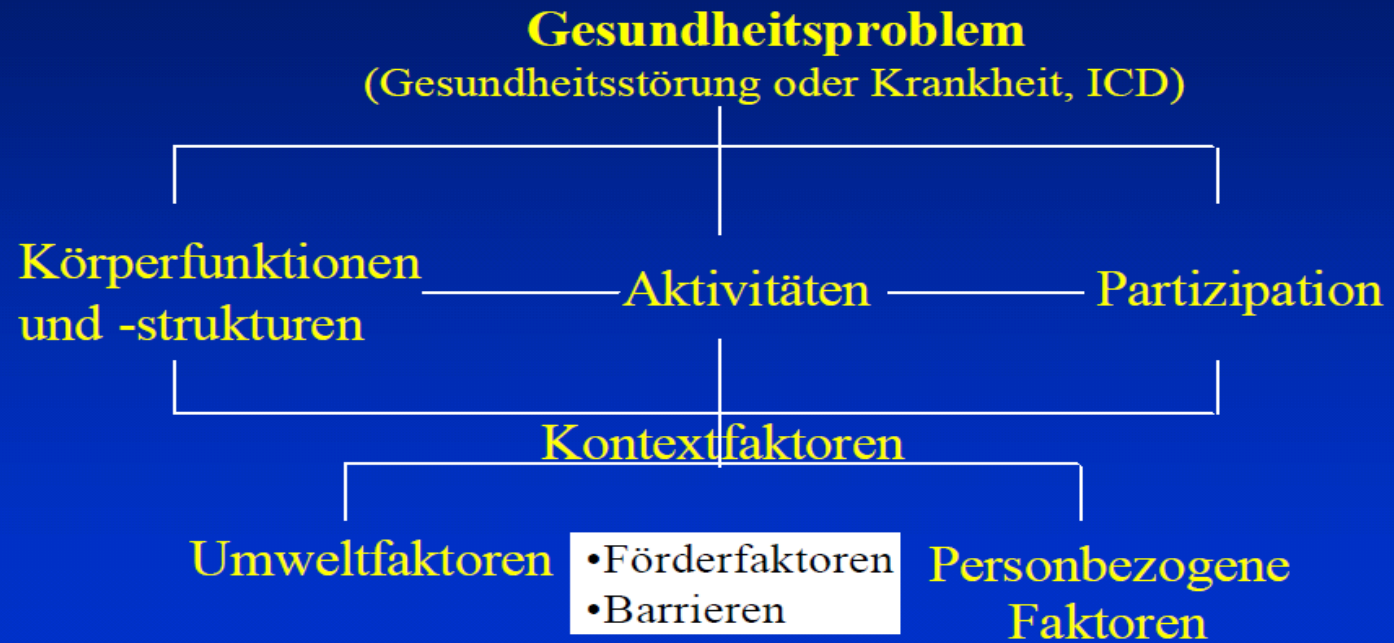 Gesundheitsproblem
(Gesundheitsstörung oder Krankheit, ICD)
Körperfunktionen
und -strukturen
Aktivitäten
Partizipation
Kontextfaktoren
Umweltfaktoren
•Förderfaktoren
•Barrieren
Personbezogene
Faktoren